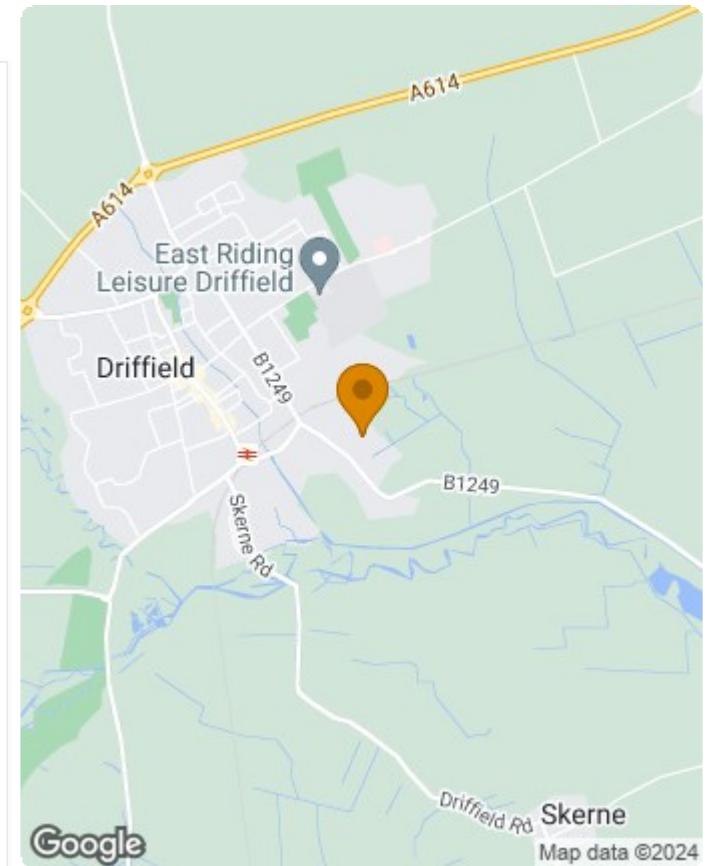 A614
A614
East Riding
Leisure Driffield
Driffield
B1249
B1249
Skerne Rd
Driffield Rd
Skerne
Google
Map data ©2024